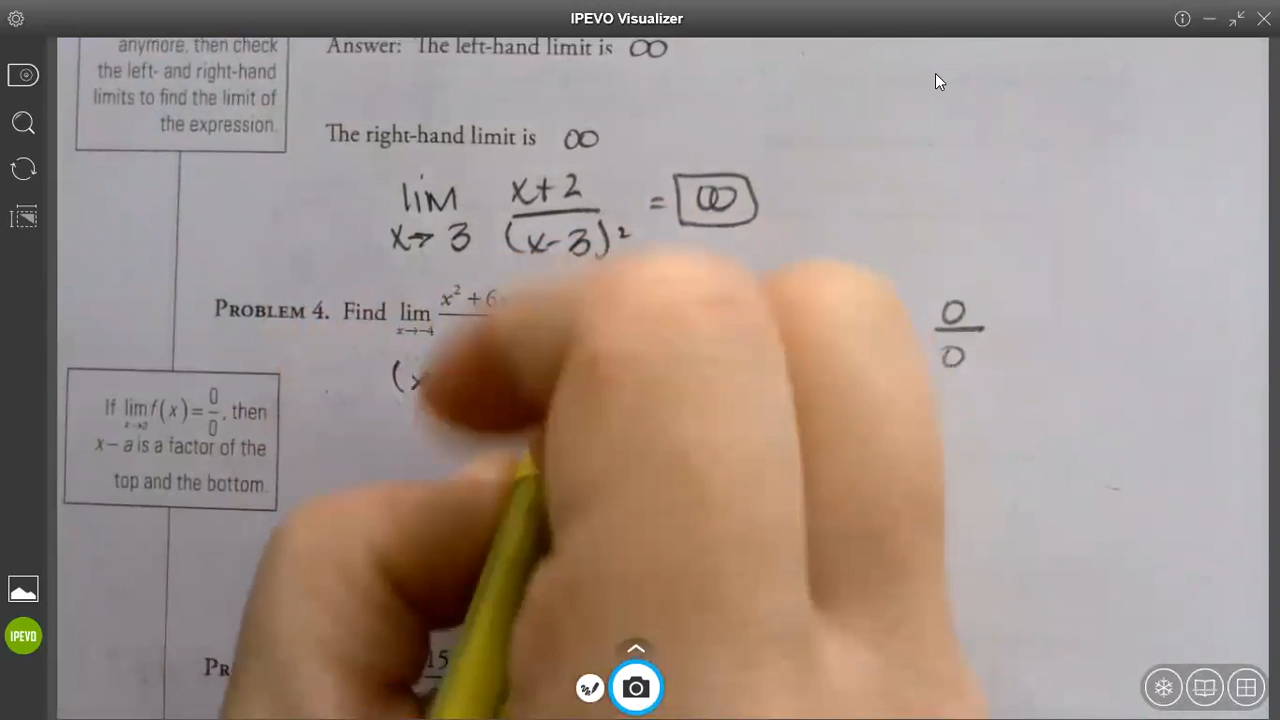 IPEVO Visualizer
anymore, then check
the left- and right-hand
limits to find the limit of
the expression.
Answer: The left-hand limit is ∞
The right-hand limit is ∞
lim x→3 (x+2)/(x-3)² = ∞
PROBLEM 4. Find lim x→-4 x² + 6
(x
0/0
If lim f(x) = 0/0, then
x – a is a factor of the
top and the bottom.
15
IPEVO